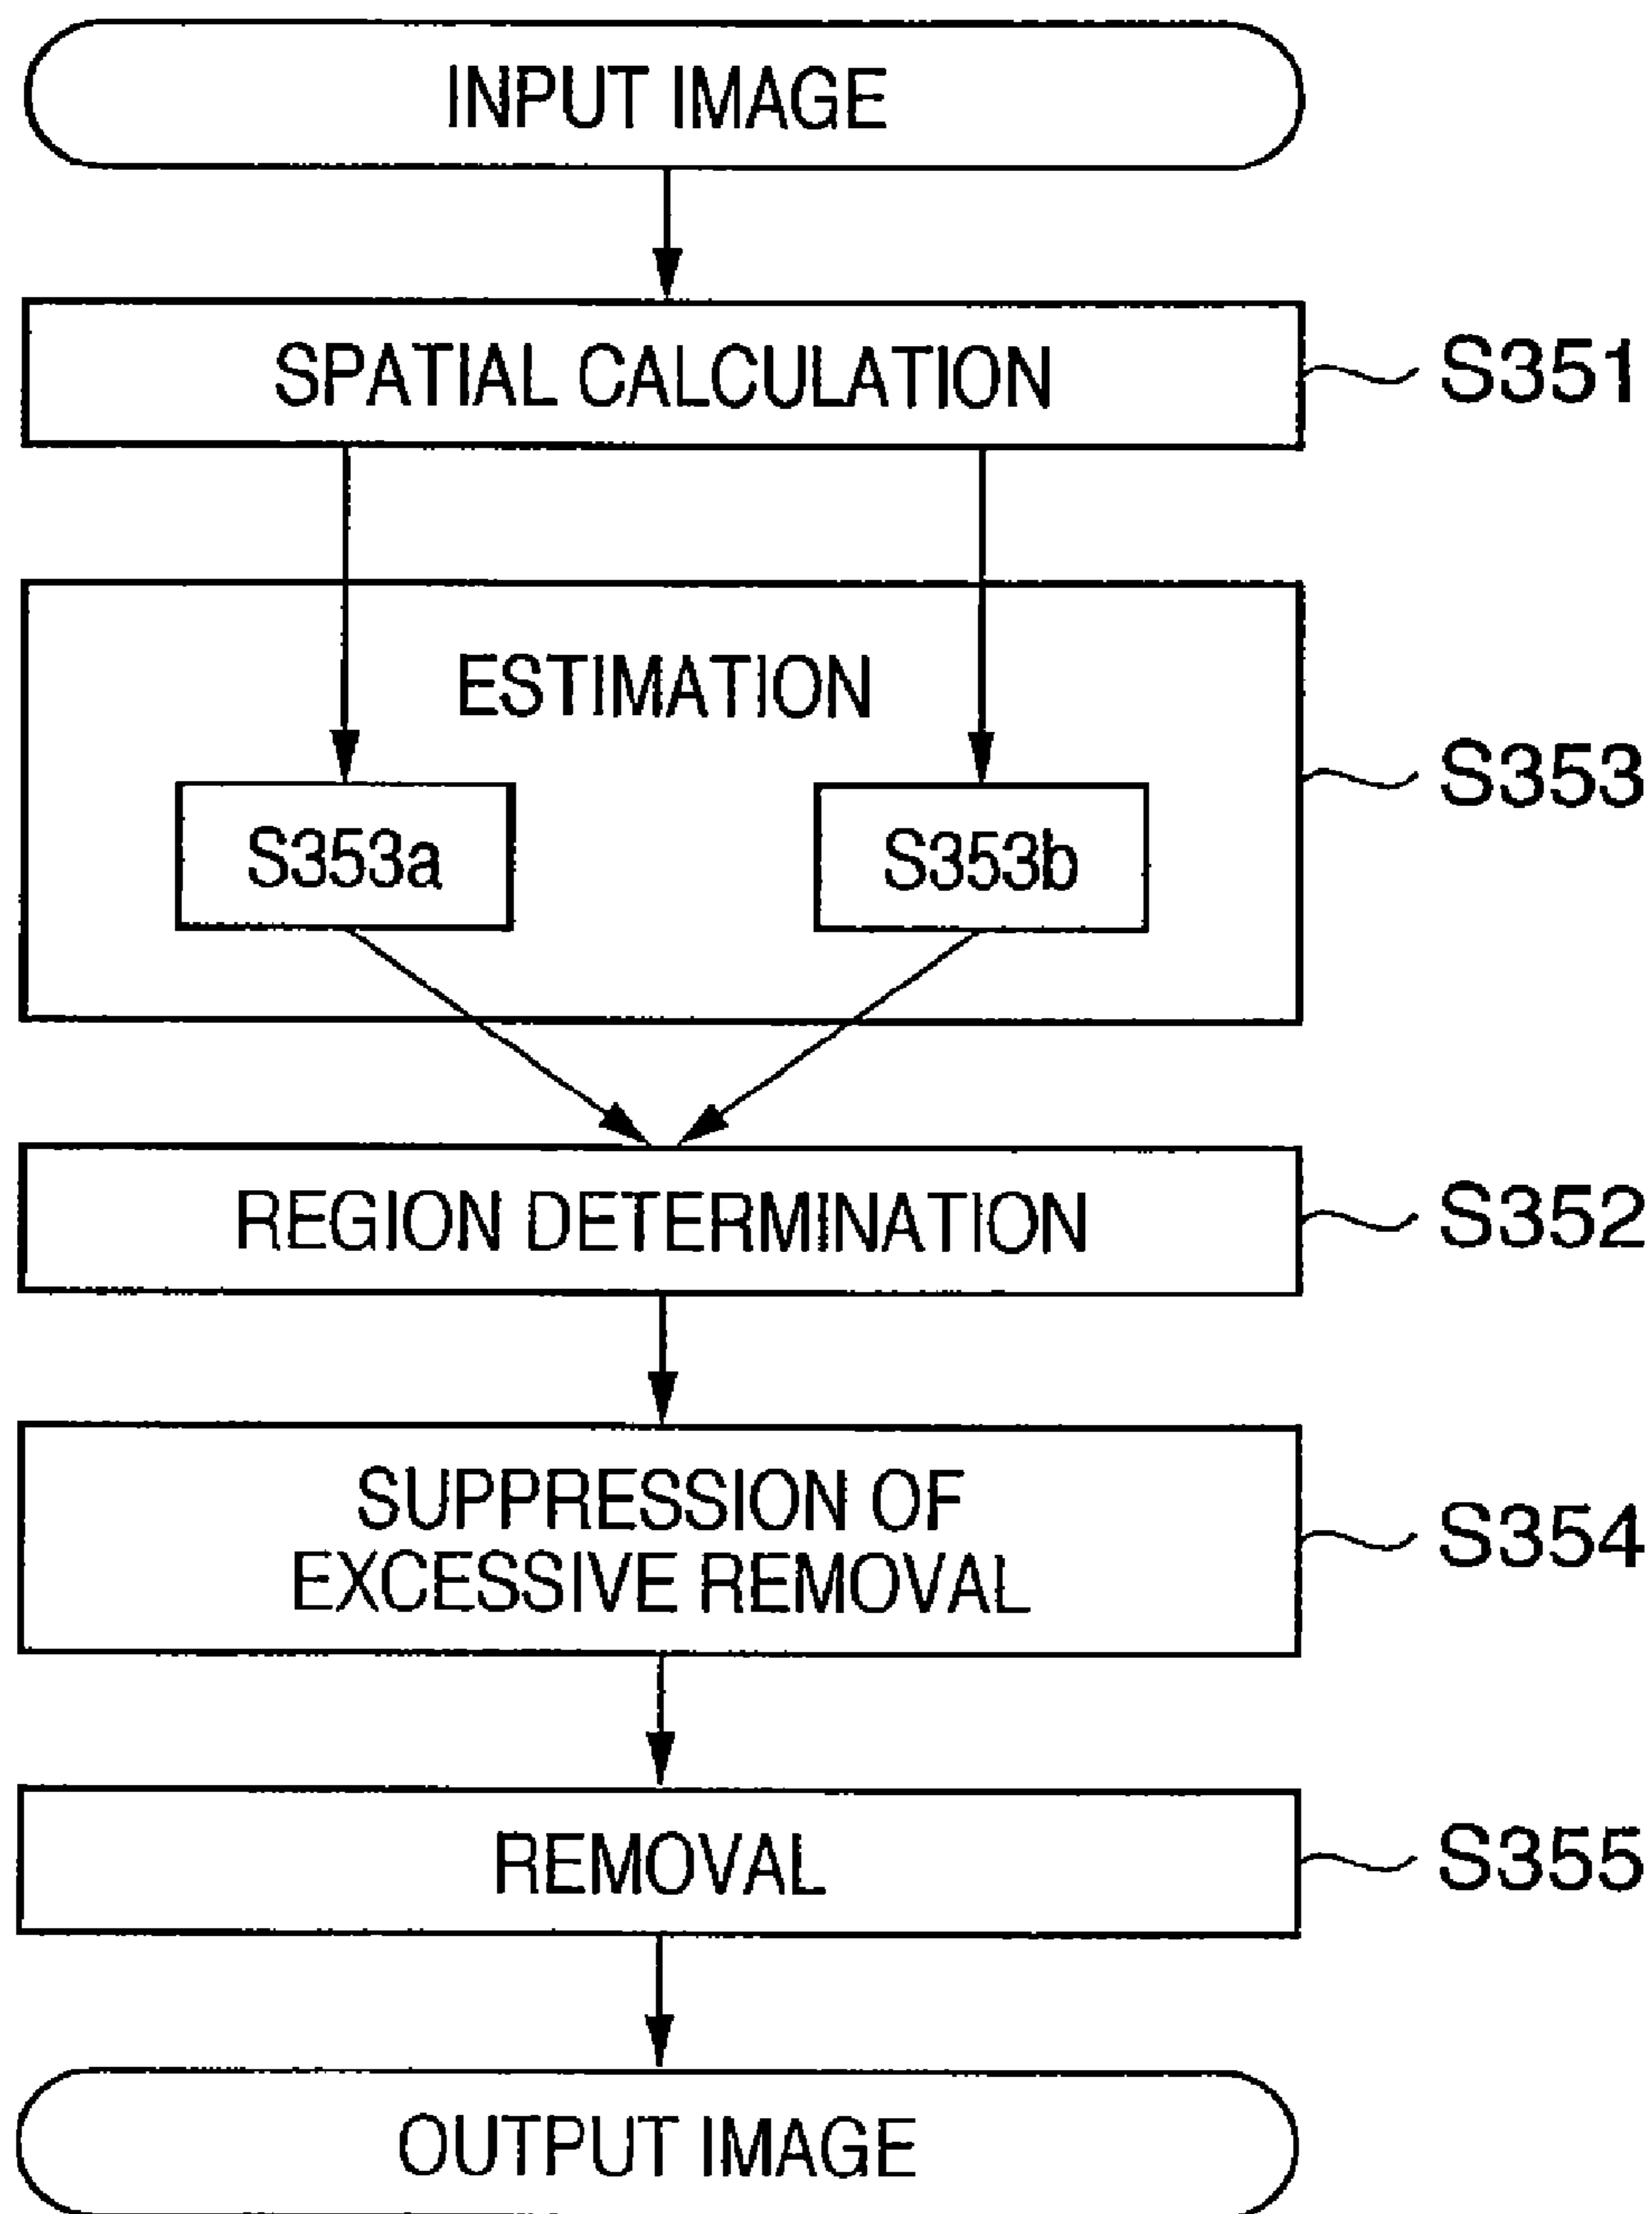 INPUT IMAGE
SPATIAL CALCULATION
S351
ESTIMATION
S353
S353a
S353b
REGION DETERMINATION
S352
SUPPRESSION OF
EXCESSIVE REMOVAL
S354
REMOVAL
S355
OUTPUT IMAGE